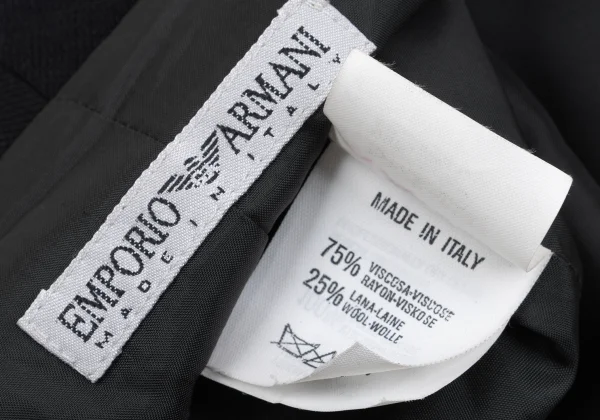 EMPORIO ARMANI
MADE IN ITALY
MADE IN ITALY
75% VISCOSA-VISCOSE
RAYON-VISKOSE
25% LANA-LAINE
WOOL-WOLLE